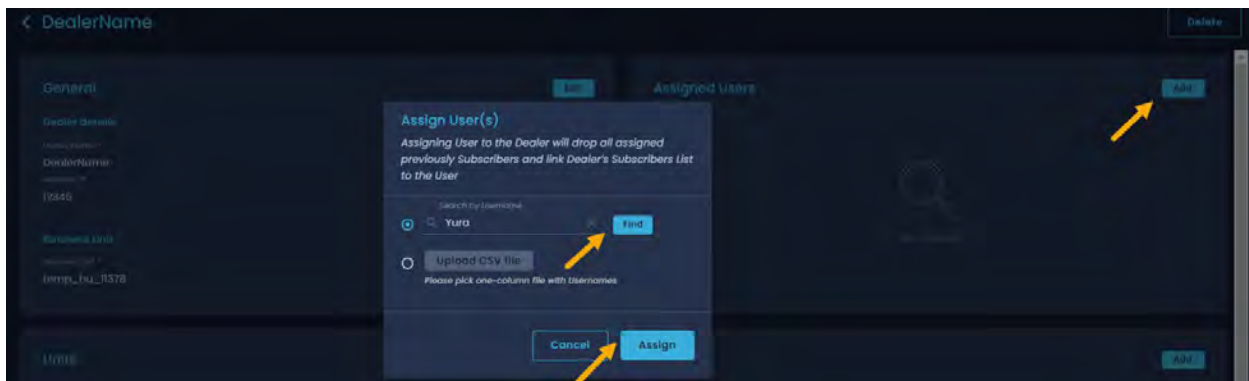 DealerName
Delete
General
Edit
Assigned Users
Add
Dealer details
DealerName
12345
Business Unit
temp_bu_11378
Assign User(s)
Assigning User to the Dealer will drop all assigned
previously Subscribers and link Dealer's Subscribers List
to the User
Search by Username
Yura
Find
Upload CSV file
Please pick one-column file with Usernames
Cancel
Assign
Units
Add